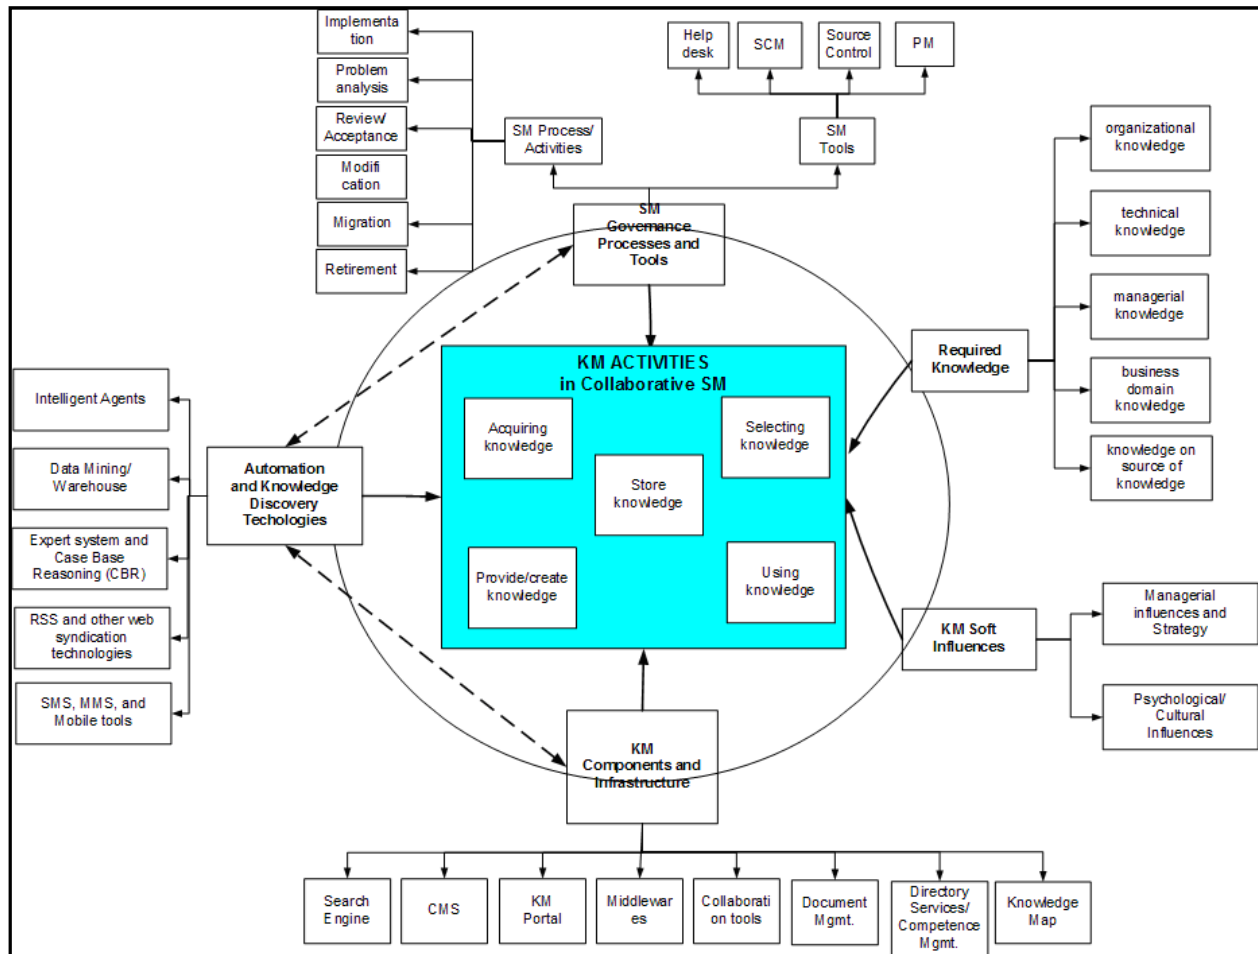 Implementa
tion
Problem
analysis
Review/
Acceptance
Modifi
cation
Migration
Retirement
SM Process/
Activities
Help
desk
SCM
Source
Control
PM
SM
Tools
SM
Governance
Processes and
Tools
organizational
knowledge
technical
knowledge
managerial
knowledge
business
domain
knowledge
knowledge on
source of
knowledge
Required
Knowledge
KM ACTIVITIES
in Collaborative SM
Acquiring
knowledge
Selecting
knowledge
Store
knowledge
Provide/create
knowledge
Using
knowledge
Intelligent Agents
Data Mining/
Warehouse
Expert system and
Case Base
Reasoning (CBR)
RSS and other web
syndication
technologies
SMS, MMS, and
Mobile tools
Automation
and Knowledge
Discovery
Techologies
KM Soft
Influences
Managerial
influences and
Strategy
Psychological/
Cultural
Influences
KM
Components and
Infrastructure
Search
Engine
CMS
KM
Portal
Middlewar
es
Collaborati
on tools
Document
Mgmt.
Directory
Services/
Competence
Mgmt.
Knowledge
Map